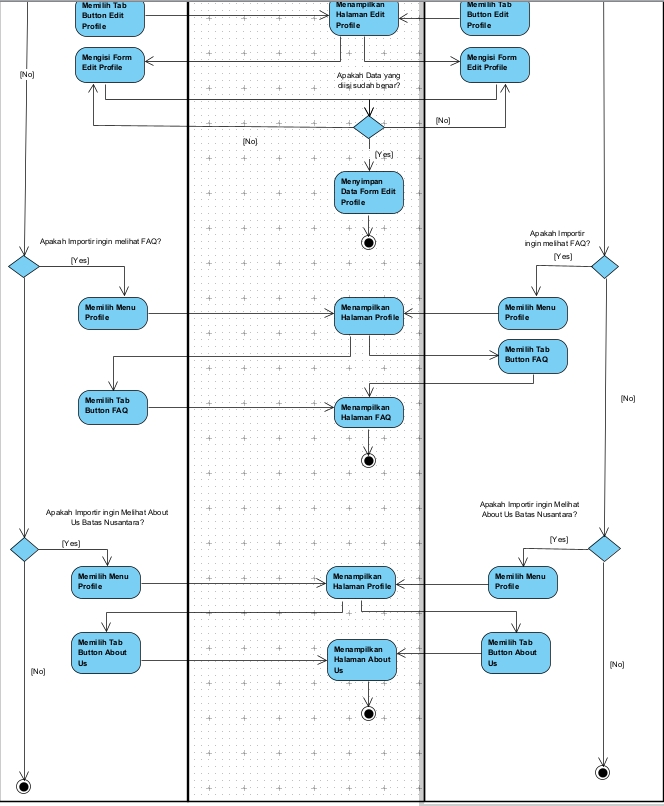 Memilih Tab
Button Edit
Profile
Menampilkan
Halaman Edit
Profile
Memilih Tab
Button Edit
Profile
Mengisi Form
Edit Profile
Mengisi Form
Edit Profile
[No]
Apakah Data yang
diisi sudah benar?
[No]
[No]
[Yes]
Menyimpan
Data Form Edit
Profile
Apakah Importir ingin melihat FAQ?
[Yes]
Apakah Importir
ingin melihat FAQ?
[Yes]
Memilih Menu
Profile
Menampilkan
Halaman Profile
Memilih Menu
Profile
Memilih Tab
Button FAQ
Memilih Tab
Button FAQ
Menampilkan
Halaman FAQ
[No]
Apakah Importir ingin Melihat About
Us Batas Nusantara?
[Yes]
Apakah Importir ingin Melihat
About Us Batas Nusantara?
[Yes]
Memilih Menu
Profile
Menampilkan
Halaman Profile
Memilih Menu
Profile
Memilih Tab
Button About
Us
Menampilkan
Halaman About
Us
Memilih Tab
Button About
Us
[No]
[No]